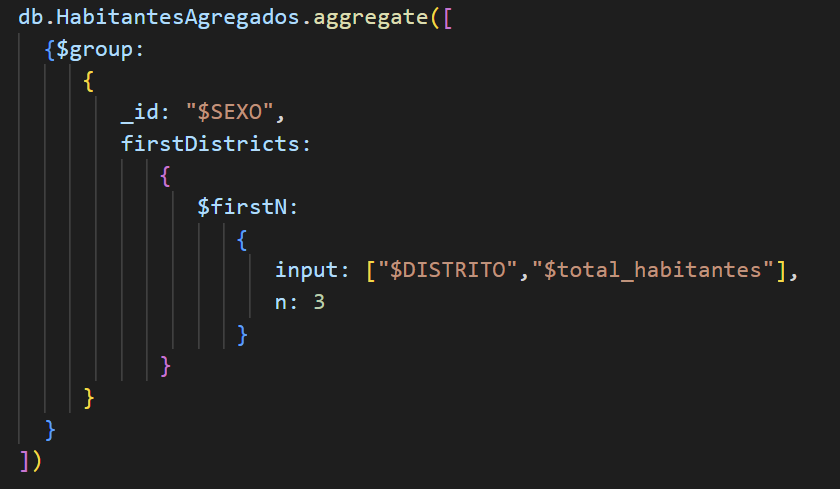 db.HabitantesAgregados.aggregate([
{$group:
{
_id: "$SEXO",
firstDistricts:
{
$firstN:
{
input: ["$DISTRITO","$total_habitantes"],
n: 3
}
}
}
}
])